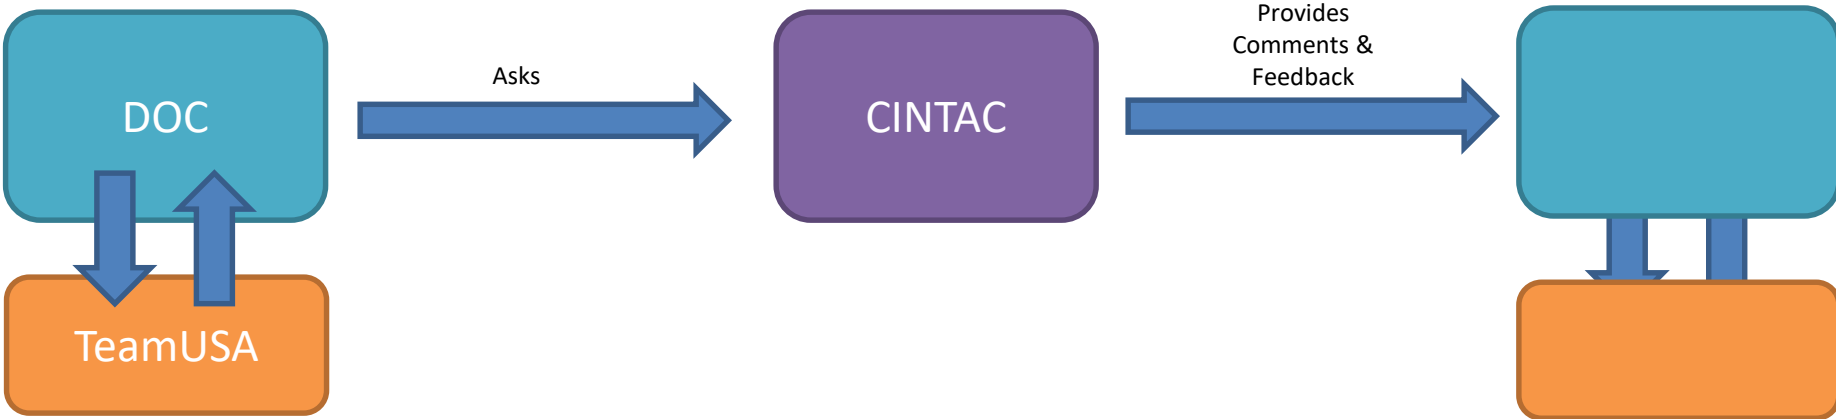 DOC
Asks
CINTAC
Provides
Comments &
Feedback
TeamUSA